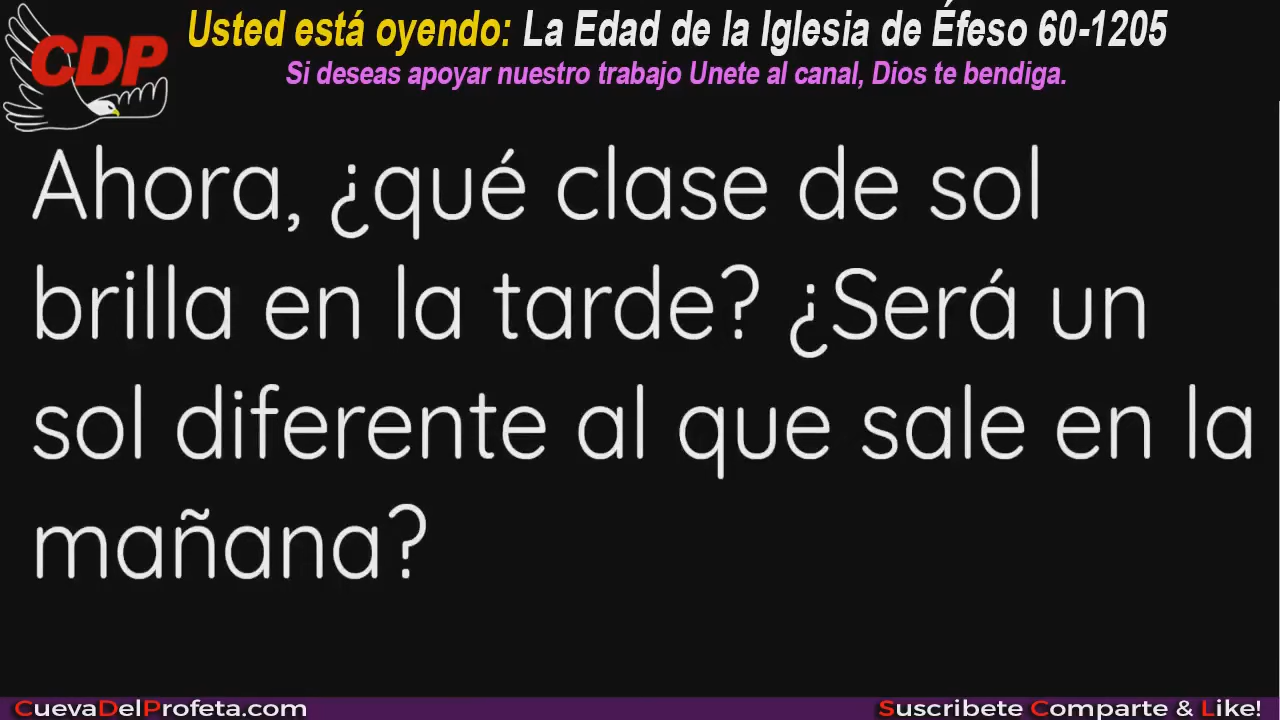 CDP
Usted está oyendo: La Edad de la Iglesia de Éfeso 60-1205
Si deseas apoyar nuestro trabajo Unete al canal, Dios te bendiga.
Ahora, ¿qué clase de sol
brilla en la tarde? ¿Será un
sol diferente al que sale en la
mañana?
CuevaDelProfeta.com
Suscribete Comparte & Like!